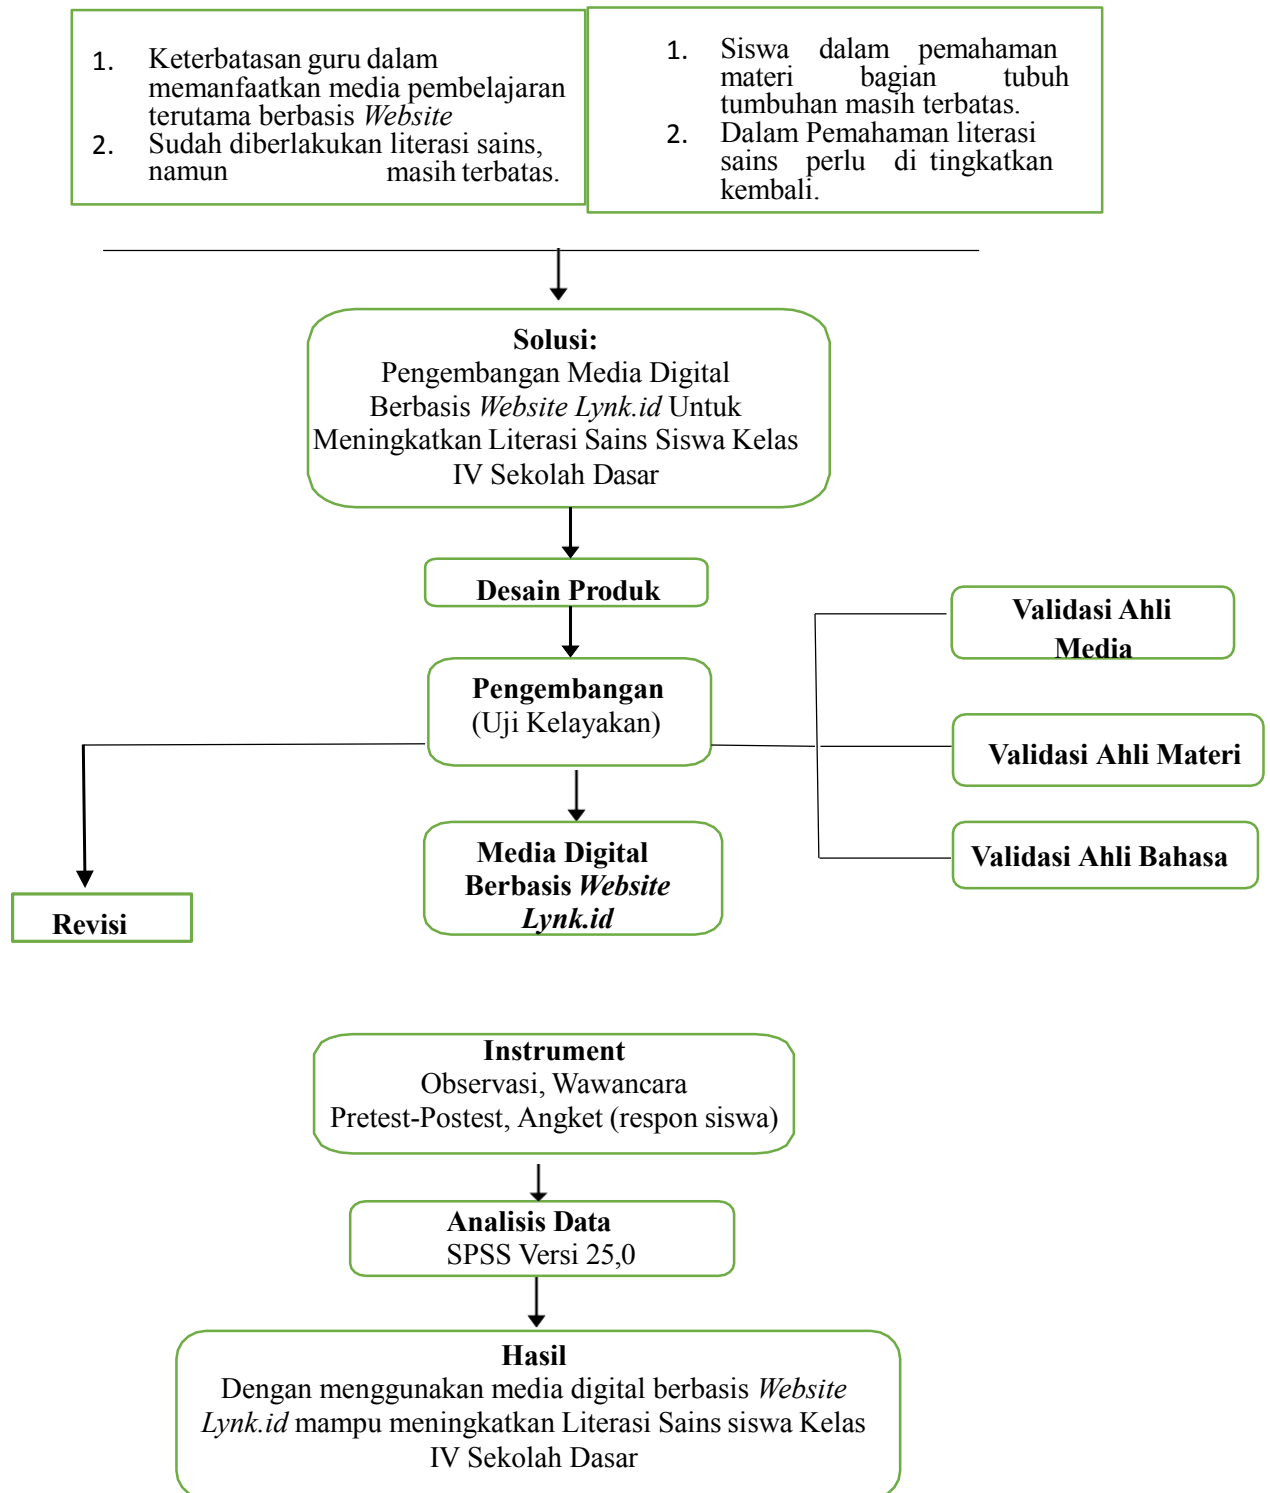 1. Keterbatasan guru dalam
memanfaatkan media pembelajaran
terutama berbasis Website
2. Sudah diberlakukan literasi sains,
namun masih terbatas.
1. Siswa dalam pemahaman
materi bagian tubuh
tumbuhan masih terbatas.
2. Dalam Pemahaman literasi
sains perlu di tingkatkan
kembali.
Solusi:
Pengembangan Media Digital
Berbasis Website Lynk.id Untuk
Meningkatkan Literasi Sains Siswa Kelas
IV Sekolah Dasar
Desain Produk
Pengembangan
(Uji Kelayakan)
Validasi Ahli
Media
Validasi Ahli Materi
Validasi Ahli Bahasa
Media Digital
Berbasis Website
Lynk.id
Revisi
Instrument
Observasi, Wawancara
Pretest-Postest, Angket (respon siswa)
Analisis Data
SPSS Versi 25,0
Hasil
Dengan menggunakan media digital berbasis Website
Lynk.id mampu meningkatkan Literasi Sains siswa Kelas
IV Sekolah Dasar